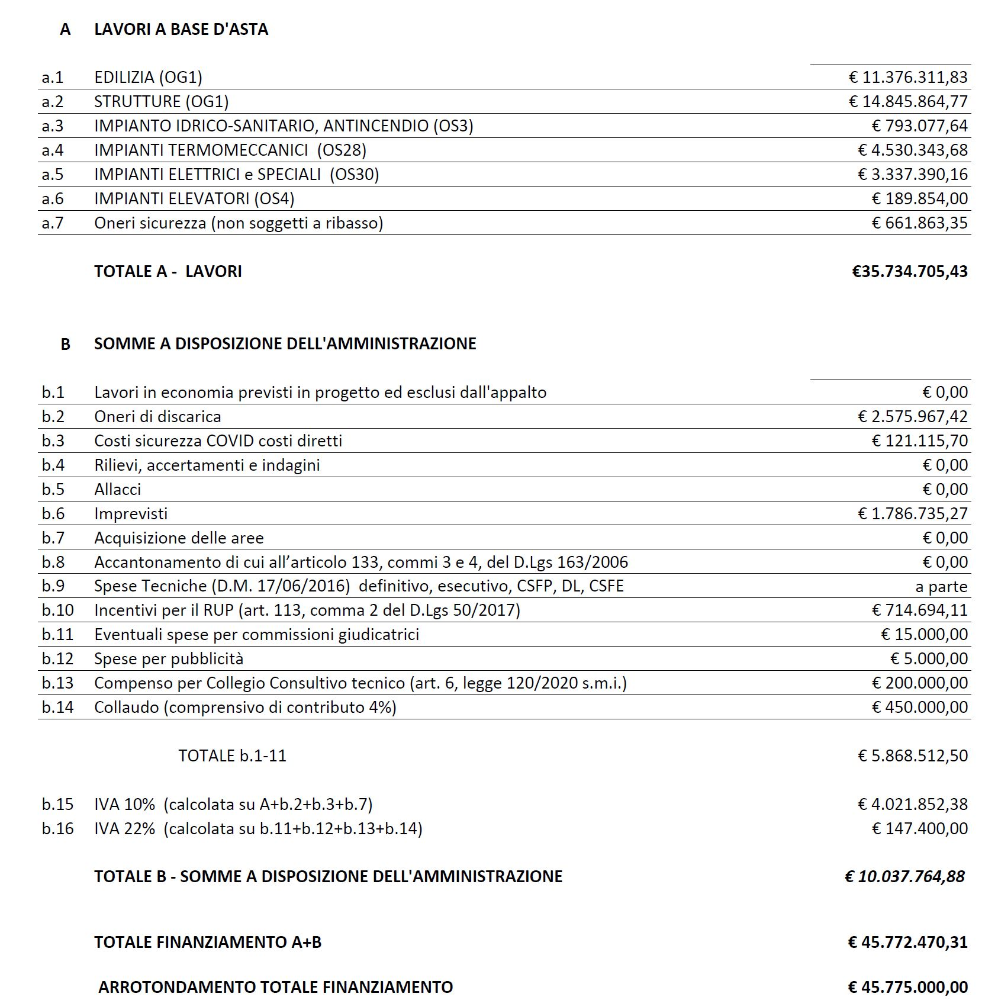 A LAVORI A BASE D'ASTA
a.1 EDILIZIA (OG1) € 11.376.311,83
a.2 STRUTTURE (OG1) € 14.845.864,77
a.3 IMPIANTO IDRICO-SANITARIO, ANTINCENDIO (OS3) € 793.077,64
a.4 IMPIANTI TERMOMECCANICI (OS28) € 4.530.343,68
a.5 IMPIANTI ELETTRICI e SPECIALI (OS30) € 3.337.390,16
a.6 IMPIANTI ELEVATORI (OS4) € 189.854,00
a.7 Oneri sicurezza (non soggetti a ribasso) € 661.863,35
TOTALE A - LAVORI €35.734.705,43
B SOMME A DISPOSIZIONE DELL'AMMINISTRAZIONE
b.1 Lavori in economia previsti in progetto ed esclusi dall'appalto € 0,00
b.2 Oneri di discarica € 2.575.967,42
b.3 Costi sicurezza COVID costi diretti € 121.115,70
b.4 Rilievi, accertamenti e indagini € 0,00
b.5 Allacci € 0,00
b.6 Imprevisti € 1.786.735,27
b.7 Acquisizione delle aree € 0,00
b.8 Accantonamento di cui all’articolo 133, commi 3 e 4, del D.Lgs 163/2006 € 0,00
b.9 Spese Tecniche (D.M. 17/06/2016) definitivo, esecutivo, CSFP, DL, CSFE a parte
b.10 Incentivi per il RUP (art. 113, comma 2 del D.Lgs 50/2017) € 714.694,11
b.11 Eventuali spese per commissioni giudicatrici € 15.000,00
b.12 Spese per pubblicità € 5.000,00
b.13 Compenso per Collegio Consultivo tecnico (art. 6, legge 120/2020 s.m.i.) € 200.000,00
b.14 Collaudo (comprensivo di contributo 4%) € 450.000,00
TOTALE b.1-11 € 5.868.512,50
b.15 IVA 10% (calcolata su A+b.2+b.3+b.7) € 4.021.852,38
b.16 IVA 22% (calcolata su b.11+b.12+b.13+b.14) € 147.400,00
TOTALE B - SOMME A DISPOSIZIONE DELL'AMMINISTRAZIONE € 10.037.764,88
TOTALE FINANZIAMENTO A+B € 45.772.470,31
ARROTONDAMENTO TOTALE FINANZIAMENTO € 45.775.000,00